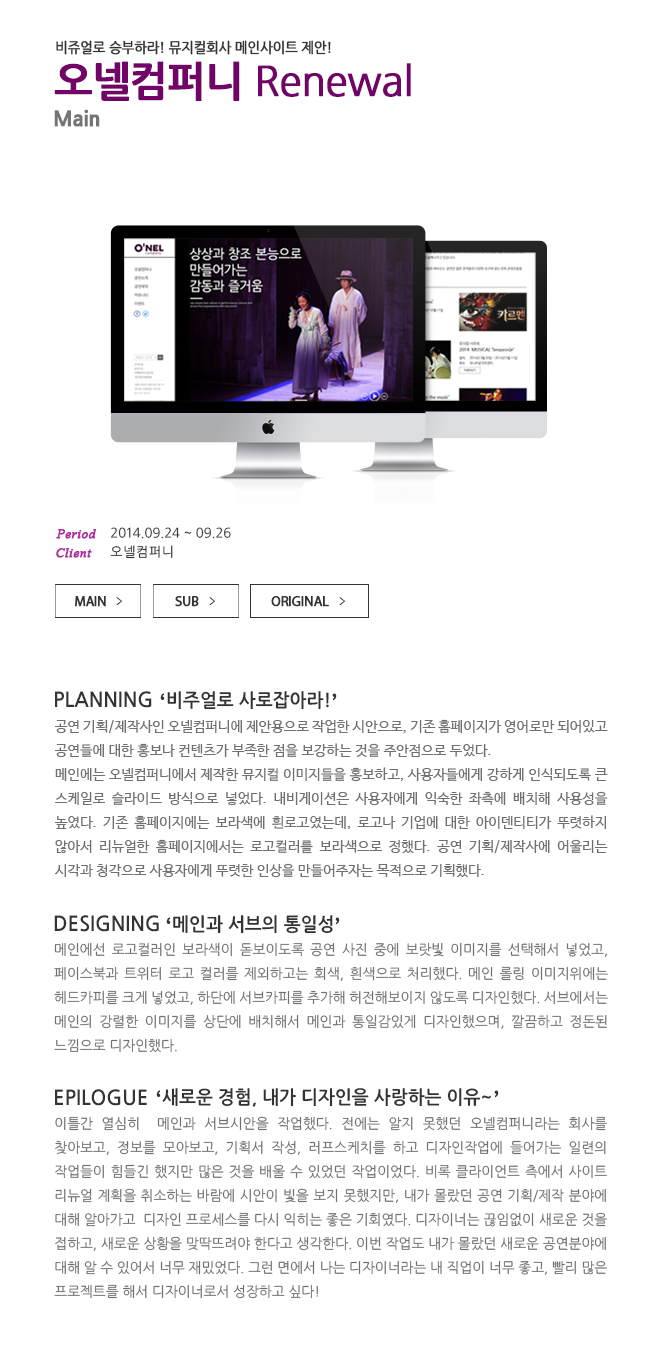 비쥬얼로 승부하라! 뮤지컬회사 메인사이트 제안!
오넬컴퍼니 Renewal
Main
O'NEL
오넬컴퍼니
공연소개
공연예약
커뮤니티
이벤트
상상과 창조 본능으로
만들어가는
감동과 즐거움
카르멘
Period 2014.09.24 ~ 09.26
Client 오넬컴퍼니
MAIN >
SUB >
ORIGINAL >
PLANNING ‘비주얼로 사로잡아라!’
공연 기획/제작사인 오넬컴퍼니에 제안용으로 작업한 시안으로, 기존 홈페이지가 영어로만 되어있고
공연들에 대한 홍보나 컨텐츠가 부족한 점을 보강하는 것을 주안점으로 두었다.
메인에는 오넬컴퍼니에서 제작한 뮤지컬 이미지들을 홍보하고, 사용자들에게 강하게 인식되도록 큰
스케일로 슬라이드 방식으로 넣었다. 내비게이션은 사용자에게 익숙한 좌측에 배치해 사용성을
높였다. 기존 홈페이지에는 보라색에 흰로고였는데, 로고나 기업에 대한 아이덴티티가 뚜렷하지
않아서 리뉴얼한 홈페이지에서는 로고컬러를 보라색으로 정했다. 공연 기획/제작사에 어울리는
시각과 청각으로 사용자에게 뚜렷한 인상을 만들어주자는 목적으로 기획했다.
DESIGNING ‘메인과 서브의 통일성’
메인에선 로고컬러인 보라색이 돋보이도록 공연 사진 중에 보랏빛 이미지를 선택해서 넣었고,
페이스북과 트위터 로고 컬러를 제외하고는 회색, 흰색으로 처리했다. 메인 롤링 이미지위에는
헤드카피를 크게 넣었고, 하단에 서브카피를 추가해 허전해보이지 않도록 디자인했다. 서브에서는
메인의 강렬한 이미지를 상단에 배치해서 메인과 통일감있게 디자인했으며, 깔끔하고 정돈된
느낌으로 디자인했다.
EPILOGUE ‘새로운 경험, 내가 디자인을 사랑하는 이유~’
이틀간 열심히 메인과 서브시안을 작업했다. 전에는 알지 못했던 오넬컴퍼니라는 회사를
찾아보고, 정보를 모아보고, 기획서 작성, 러프스케치를 하고 디자인작업에 들어가는 일련의
작업들이 힘들긴 했지만 많은 것을 배울 수 있었던 작업이었다. 비록 클라이언트 측에서 사이트
리뉴얼 계획을 취소하는 바람에 시안이 빛을 보지 못했지만, 내가 몰랐던 공연 기획/제작 분야에
대해 알아가고 디자인 프로세스를 다시 익히는 좋은 기회였다. 디자이너는 끊임없이 새로운 것을
접하고, 새로운 상황을 맞딱뜨려야 한다고 생각한다. 이번 작업도 내가 몰랐던 새로운 공연분야에
대해 알 수 있어서 너무 재밌었다. 그런 면에서 나는 디자이너라는 내 직업이 너무 좋고, 빨리 많은
프로젝트를 해서 디자이너로서 성장하고 싶다!